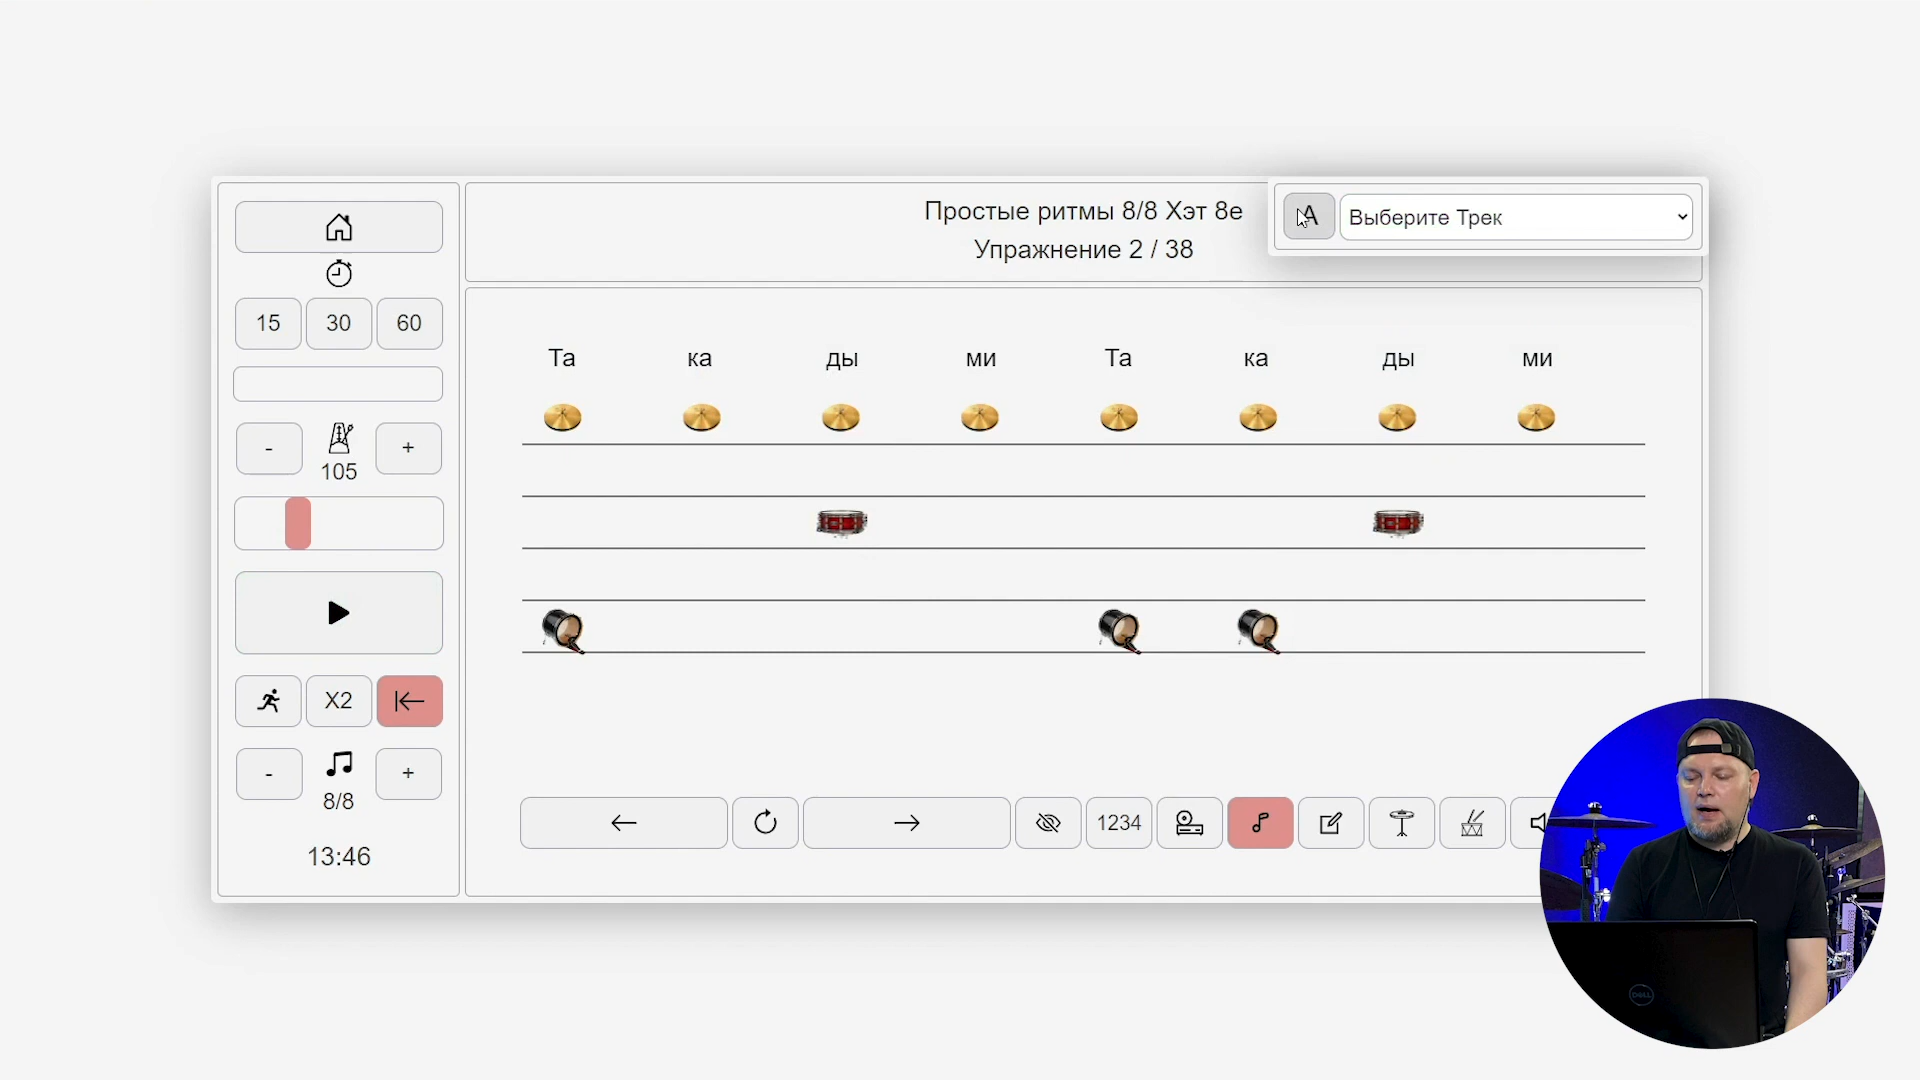 Простые ритмы 8/8 Хэт 8е
Упражнение 2 / 38
A
Выберите Трек
15 30 60
- 105 +
X2
- 8/8 +
13:46
Та ка ды ми Та ка ды ми
1234
DELL